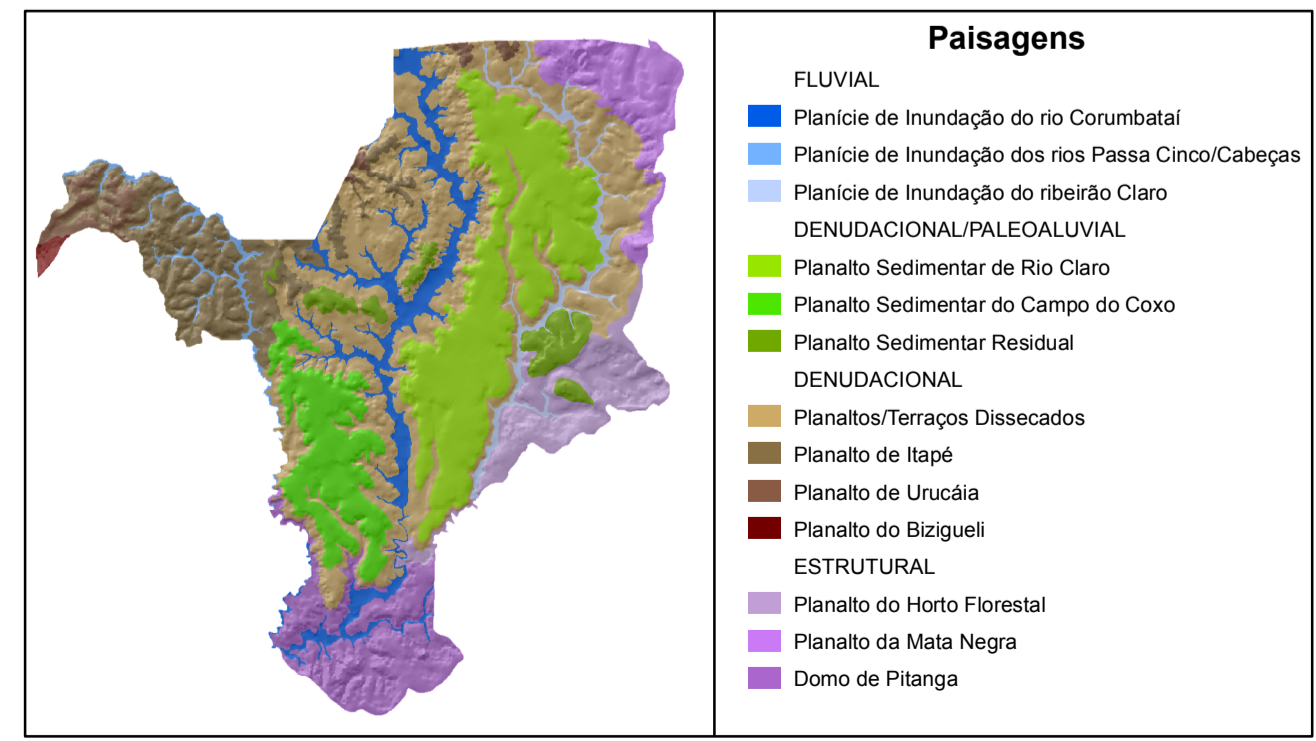 Paisagens
FLUVIAL
Planície de Inundação do rio Corumbataí
Planície de Inundação dos rios Passa Cinco/Cabeças
Planície de Inundação do ribeirão Claro
DENUDACIONAL/PALEOALUVIAL
Planalto Sedimentar de Rio Claro
Planalto Sedimentar do Campo do Coxo
Planalto Sedimentar Residual
DENUDACIONAL
Planaltos/Terraços Dissecados
Planalto de Itapé
Planalto de Urucáia
Planalto do Bizigueli
ESTRUTURAL
Planalto do Horto Florestal
Planalto da Mata Negra
Domo de Pitanga